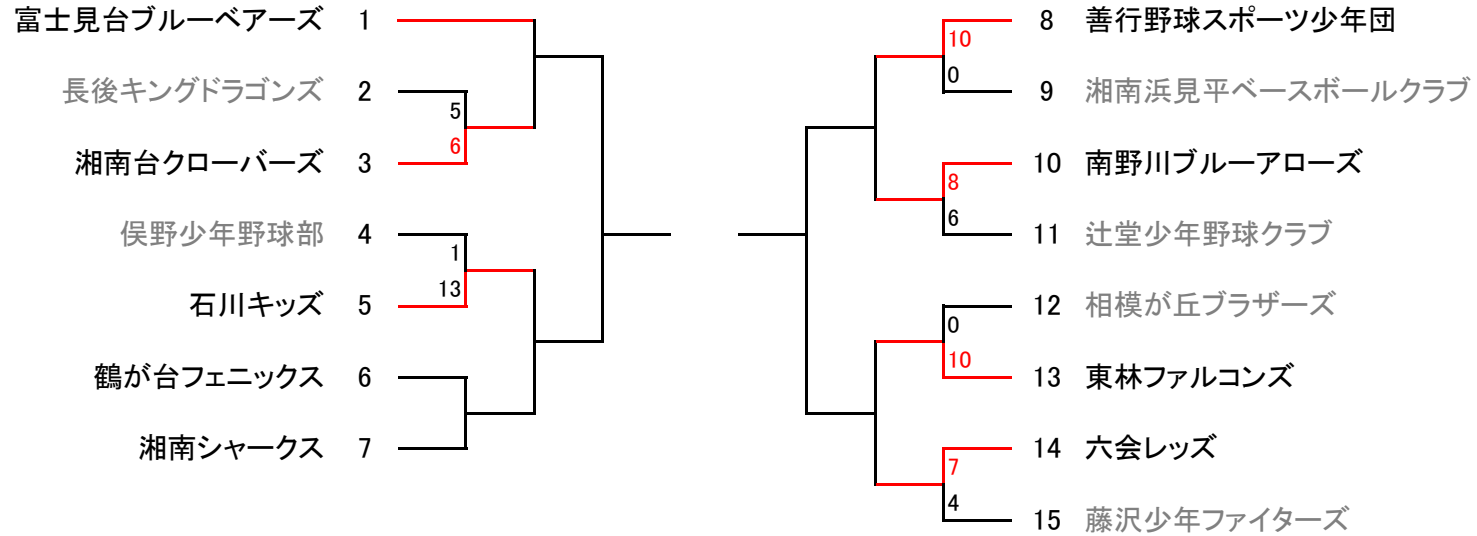 富士見台ブルーベアーズ 1
長後キングドラゴンズ 2
5
6
湘南台クローバーズ 3
俣野少年野球部 4
1
13
石川キッズ 5
鶴が台フェニックス 6
湘南シャークス 7
8 善行野球スポーツ少年団
10
0
9 湘南浜見平ベースボールクラブ
10 南野川ブルーアローズ
8
6
11 辻堂少年野球クラブ
12 相模が丘ブラザーズ
0
10
13 東林ファルコンズ
14 六会レッズ
7
4
15 藤沢少年ファイターズ